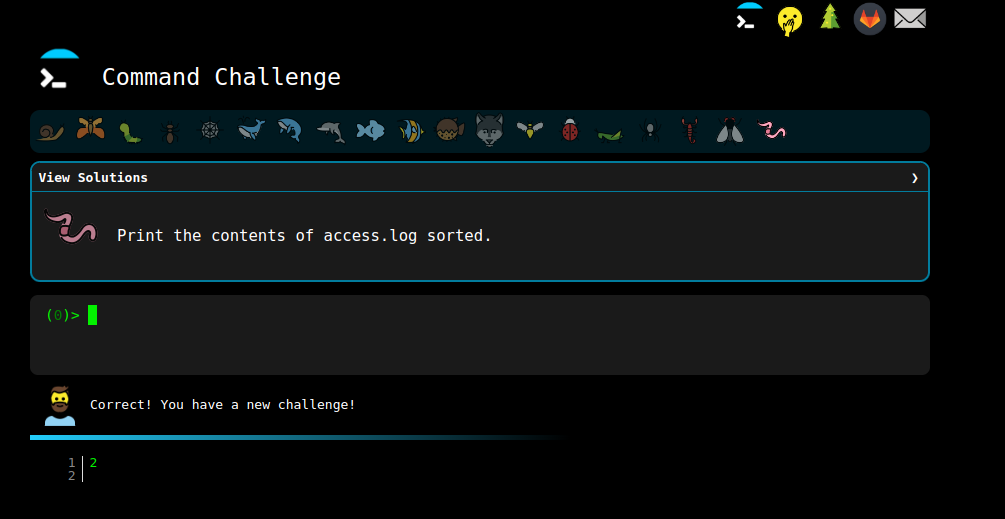 Command Challenge
View Solutions ❯
Print the contents of access.log sorted.
(0)>
Correct! You have a new challenge!
1 2
2